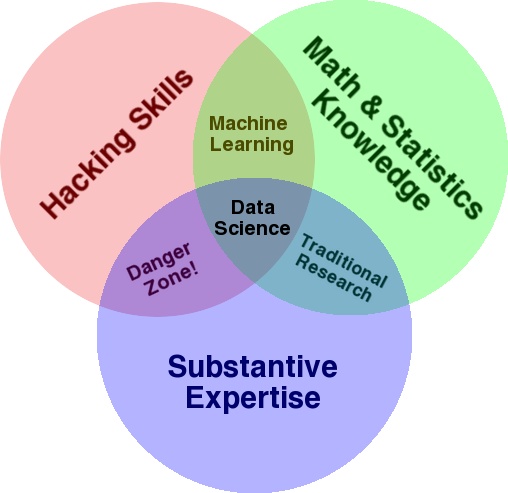 Hacking Skills
Math & Statistics
Knowledge
Machine
Learning
Data
Science
Danger
Zone!
Traditional
Research
Substantive
Expertise